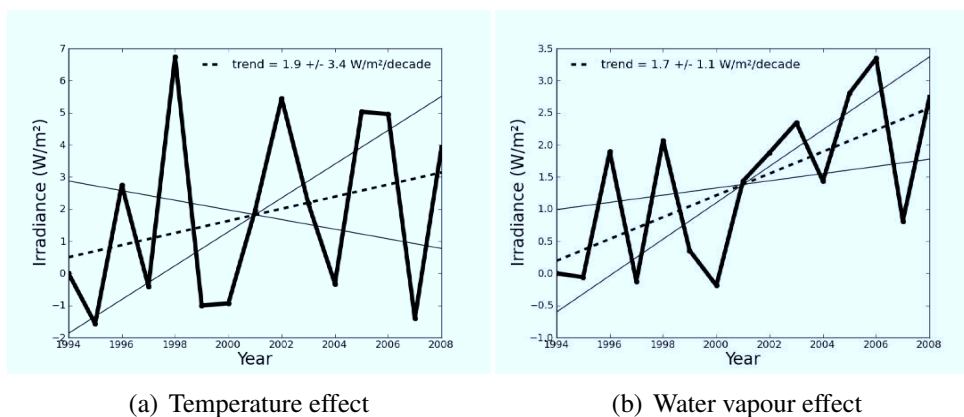 trend = 1.9 +/- 3.4 W/m²/decade
Irradiance (W/m²)
7
6
5
4
3
2
1
0
−1
−2
1994 1996 1998 2000 2002 2004 2006 2008
Year
(a) Temperature effect
trend = 1.7 +/- 1.1 W/m²/decade
Irradiance (W/m²)
3.5
3.0
2.5
2.0
1.5
1.0
0.5
0.0
−0.5
−1.0
1994 1996 1998 2000 2002 2004 2006 2008
Year
(b) Water vapour effect